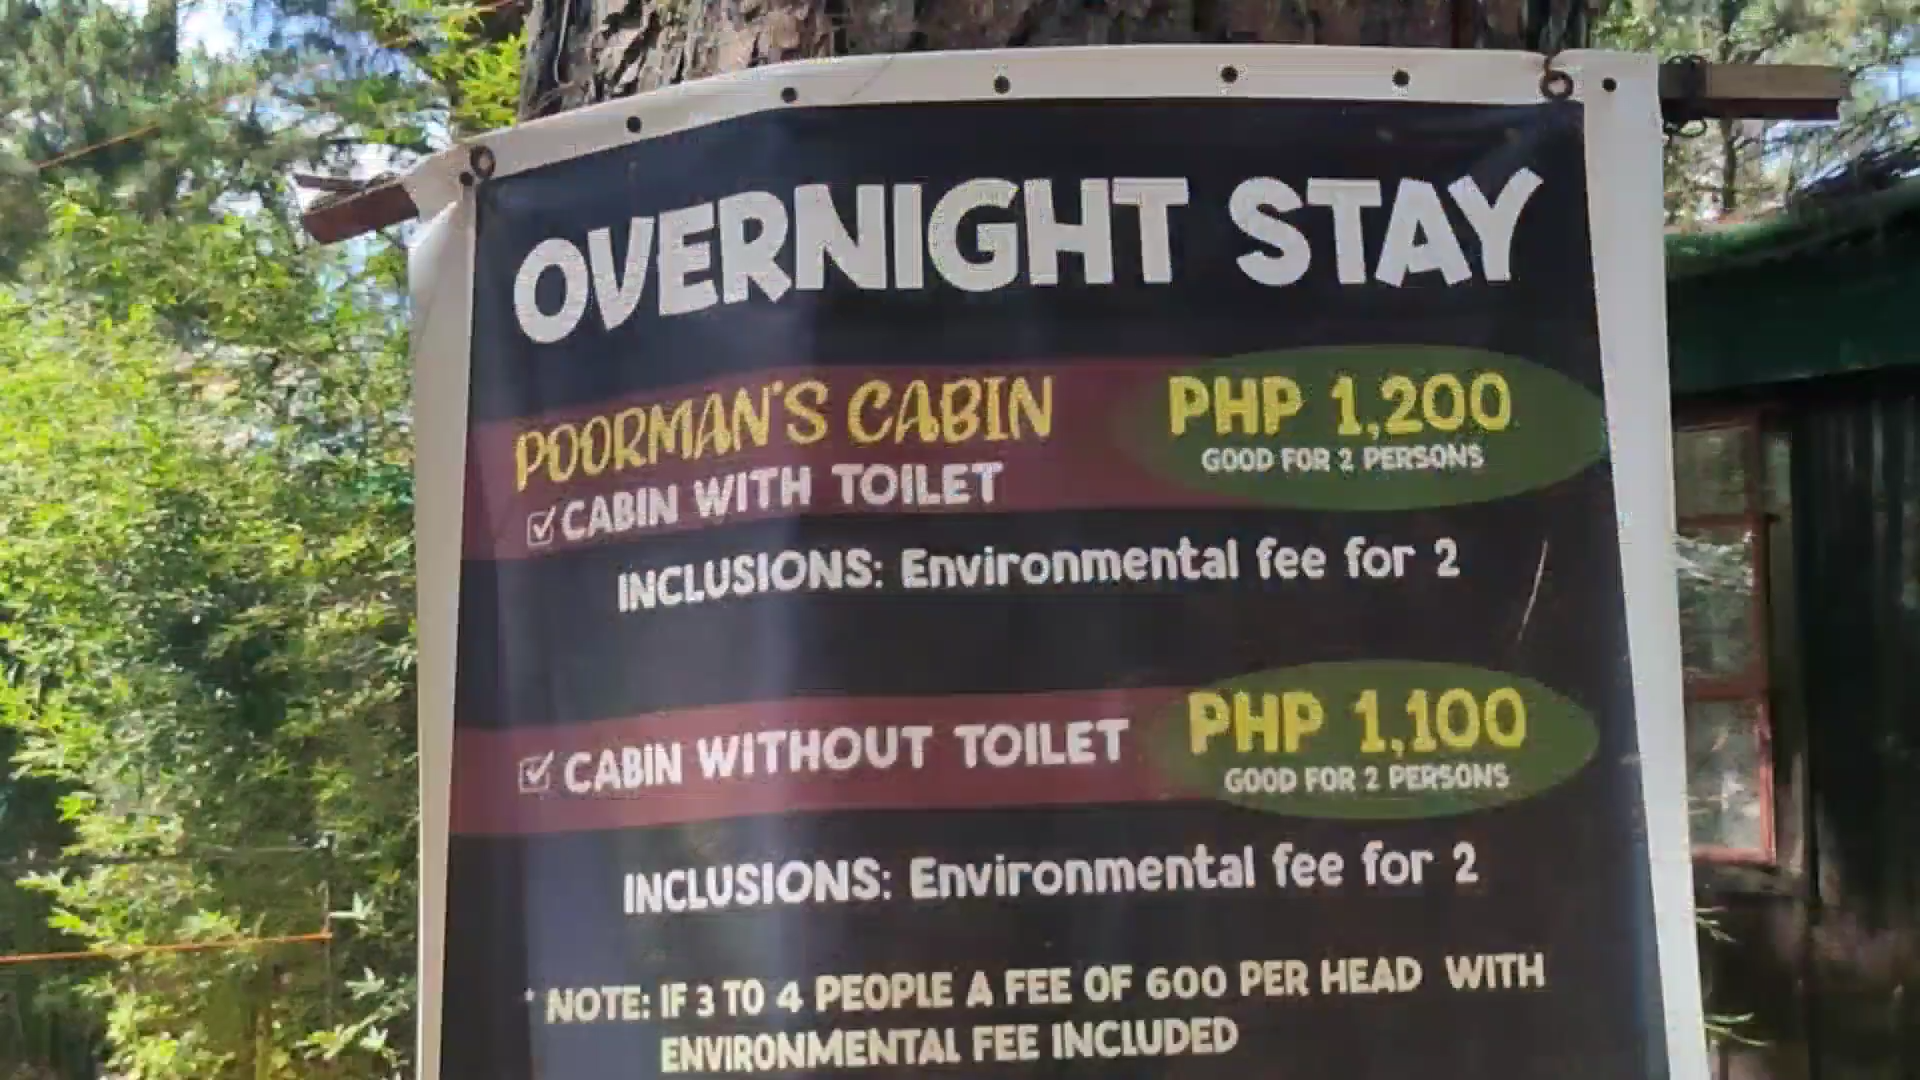 OVERNIGHT STAY
POORMAN'S CABIN
PHP 1,200
GOOD FOR 2 PERSONS
CABIN WITH TOILET
INCLUSIONS: Environmental fee for 2
CABIN WITHOUT TOILET
PHP 1,100
GOOD FOR 2 PERSONS
INCLUSIONS: Environmental fee for 2
* NOTE: IF 3 TO 4 PEOPLE A FEE OF 600 PER HEAD WITH
ENVIRONMENTAL FEE INCLUDED